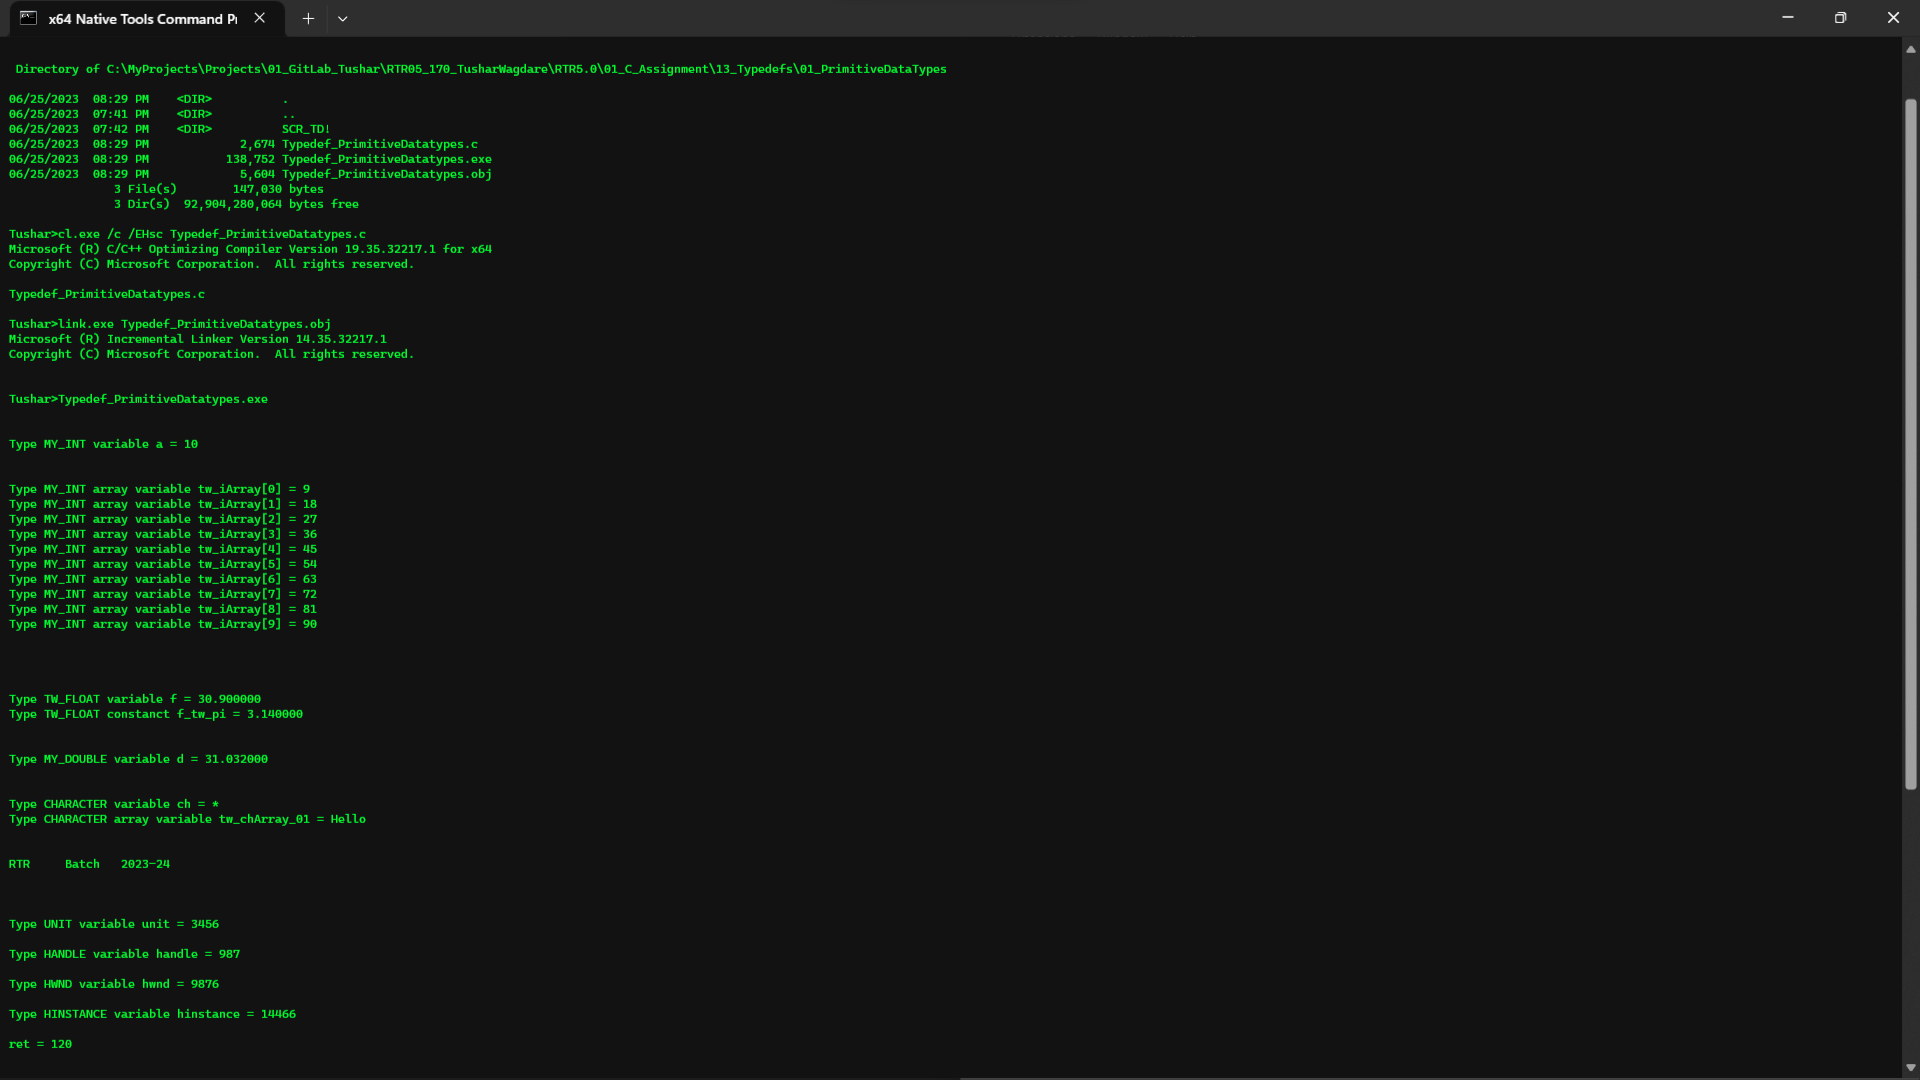 x64 Native Tools Command Pr
Directory of C:\MyProjects\Projects\01_GitLab_Tushar\RTR05_170_TusharWagdare\RTR5.0\01_C_Assignment\13_Typedefs\01_PrimitiveDataTypes
06/25/2023  08:29 PM    <DIR>          .
06/25/2023  07:41 PM    <DIR>          ..
06/25/2023  07:42 PM    <DIR>          SCR_TD!
06/25/2023  08:29 PM             2,674 Typedef_PrimitiveDatatypes.c
06/25/2023  08:29 PM           138,752 Typedef_PrimitiveDatatypes.exe
06/25/2023  08:29 PM             5,604 Typedef_PrimitiveDatatypes.obj
3 File(s)        147,030 bytes
3 Dir(s)  92,904,280,064 bytes free
Tushar>cl.exe /c /EHsc Typedef_PrimitiveDatatypes.c
Microsoft (R) C/C++ Optimizing Compiler Version 19.35.32217.1 for x64
Copyright (C) Microsoft Corporation.  All rights reserved.
Typedef_PrimitiveDatatypes.c
Tushar>link.exe Typedef_PrimitiveDatatypes.obj
Microsoft (R) Incremental Linker Version 14.35.32217.1
Copyright (C) Microsoft Corporation.  All rights reserved.
Tushar>Typedef_PrimitiveDatatypes.exe
Type MY_INT variable a = 10
Type MY_INT array variable tw_iArray[0] = 9
Type MY_INT array variable tw_iArray[1] = 18
Type MY_INT array variable tw_iArray[2] = 27
Type MY_INT array variable tw_iArray[3] = 36
Type MY_INT array variable tw_iArray[4] = 45
Type MY_INT array variable tw_iArray[5] = 54
Type MY_INT array variable tw_iArray[6] = 63
Type MY_INT array variable tw_iArray[7] = 72
Type MY_INT array variable tw_iArray[8] = 81
Type MY_INT array variable tw_iArray[9] = 90
Type TW_FLOAT variable f = 30.900000
Type TW_FLOAT constanct f_tw_pi = 3.140000
Type MY_DOUBLE variable d = 31.032000
Type CHARACTER variable ch = *
Type CHARACTER array variable tw_chArray_01 = Hello
RTR     Batch   2023-24
Type UNIT variable unit = 3456
Type HANDLE variable handle = 987
Type HWND variable hwnd = 9876
Type HINSTANCE variable hinstance = 14466
ret = 120